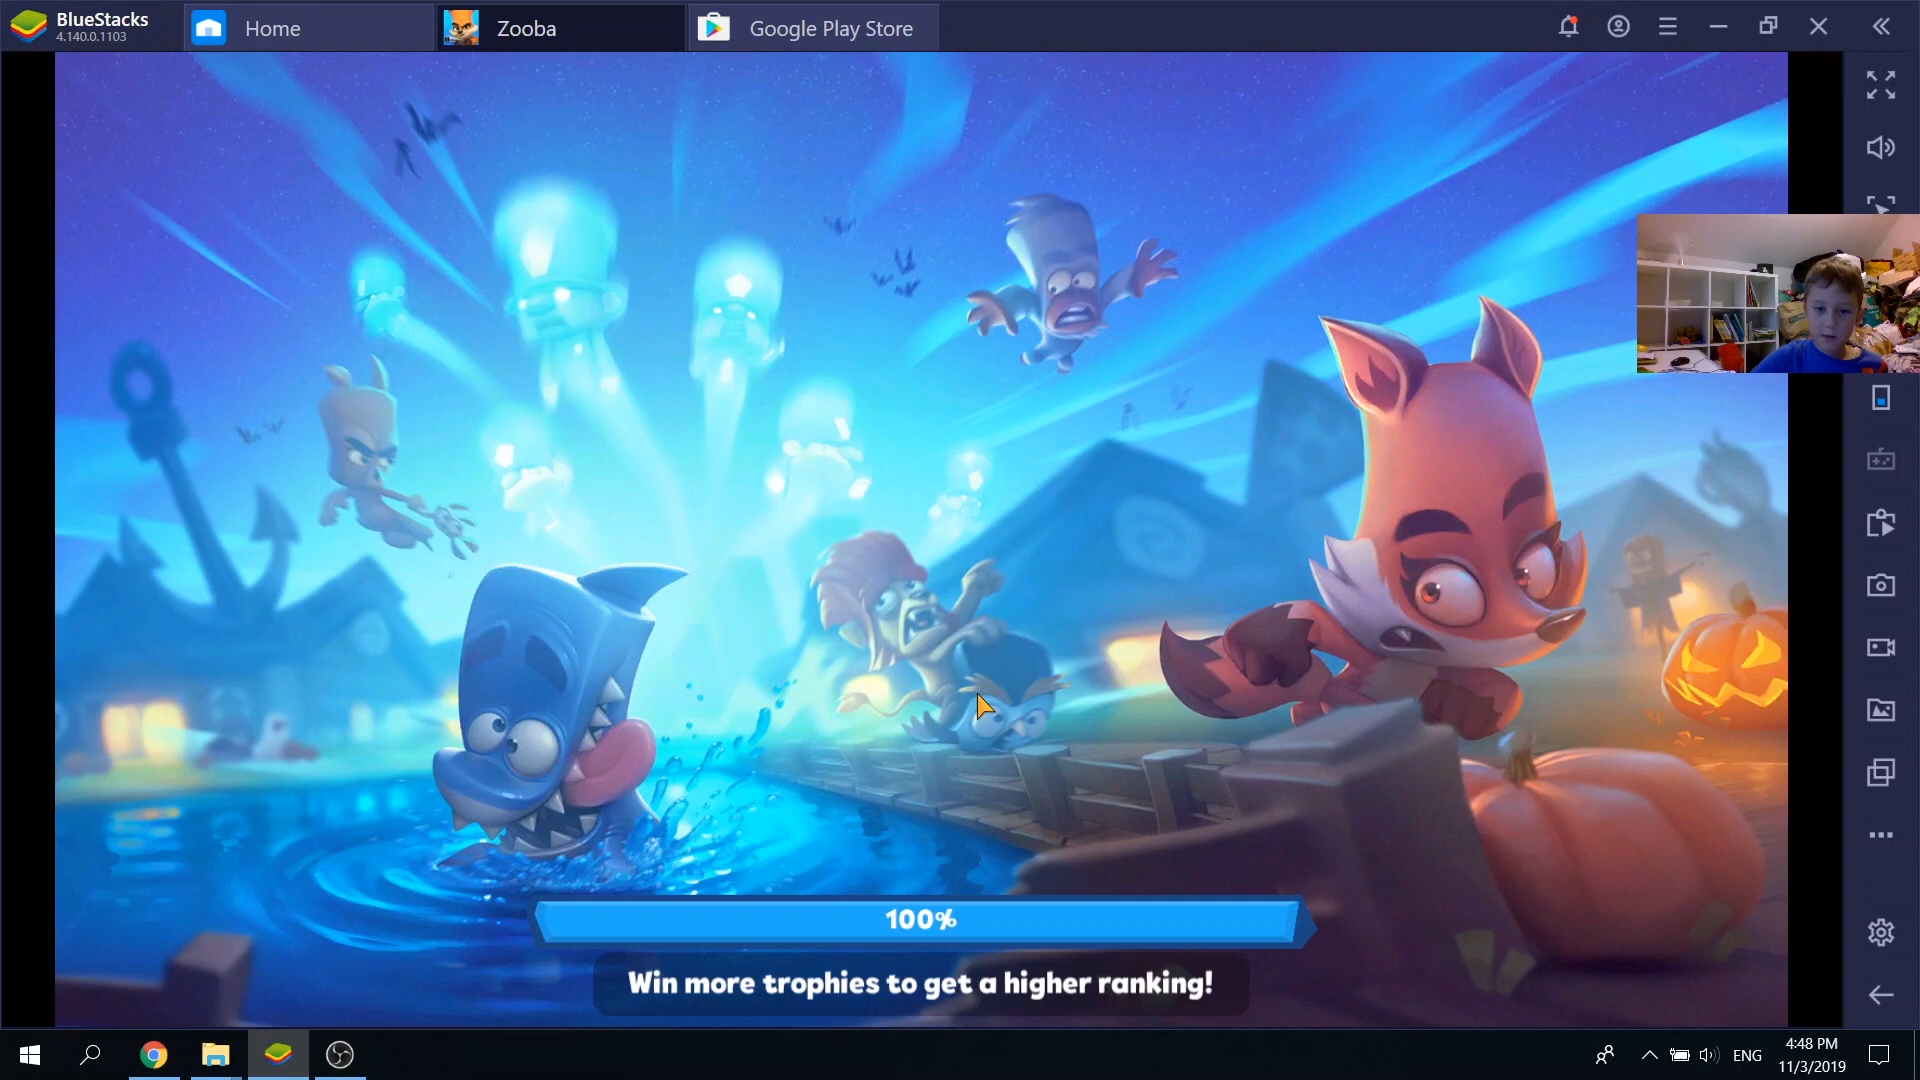 BlueStacks
4.140.0.1103
Home
Zooba
Google Play Store
100%
Win more trophies to get a higher ranking!
ENG
4:48 PM
11/3/2019